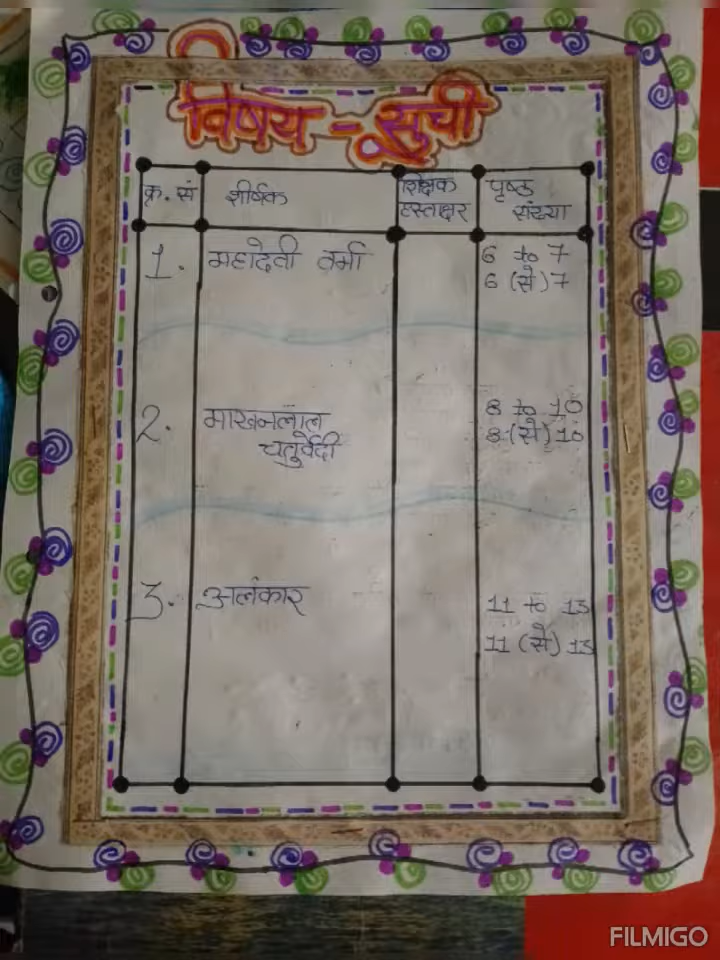 विषय - सुची
क्र. सं शीर्षक शिक्षक हस्ताक्षर पृष्ठ संख्या
1. महादेवी वर्मा 6 to 7
6 (से) 7
2. माखनलाल चतुर्वेदी 8 to 10
8 (से) 10
3. अलंकार 11 to 13
11 (से) 13
FILMIGO